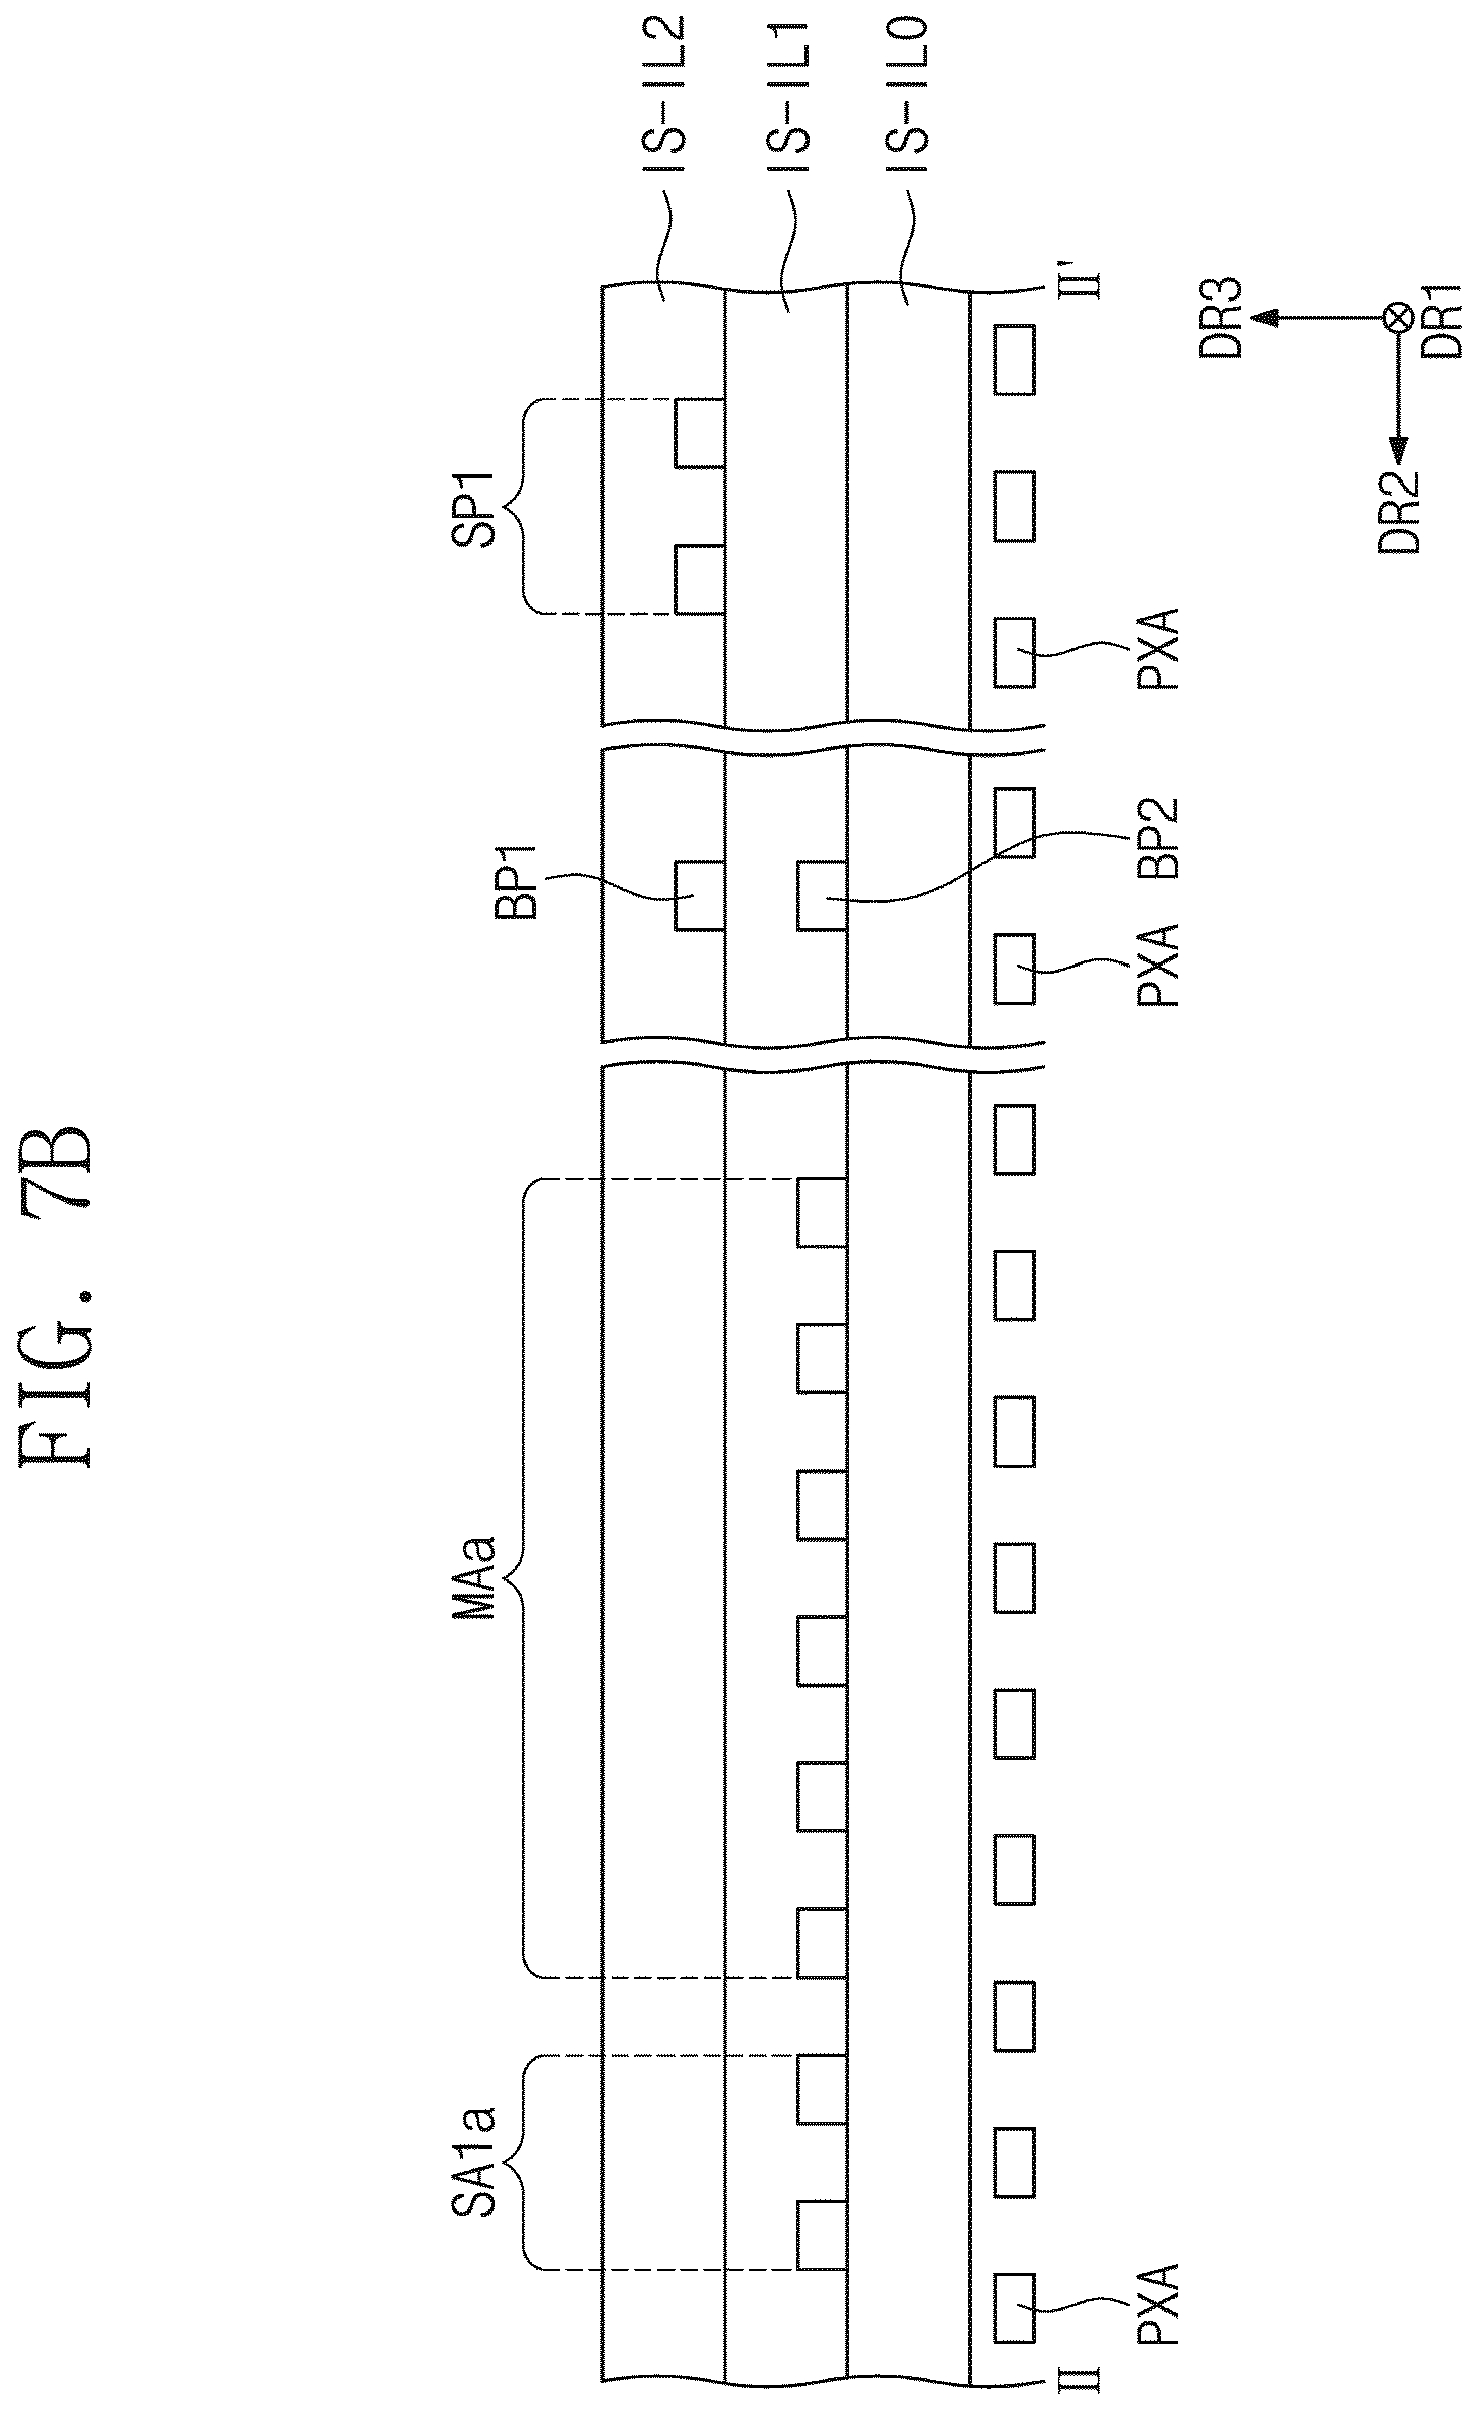 FIG. 7B
SA1a
MAa
BP1
SP1
IS-IL2
IS-IL1
IS-IL0
II
II'
PXA
PXA
BP2
PXA
DR3
DR2
DR1